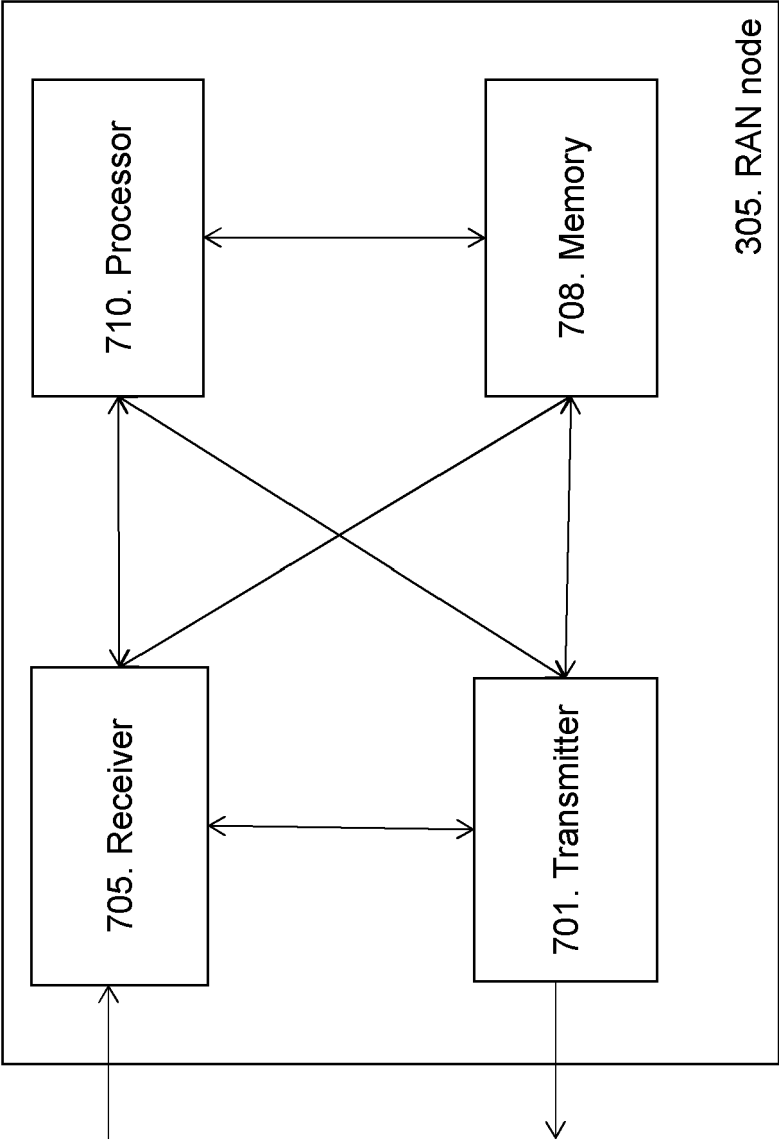 705. Receiver
710. Processor
701. Transmitter
708. Memory
305. RAN node